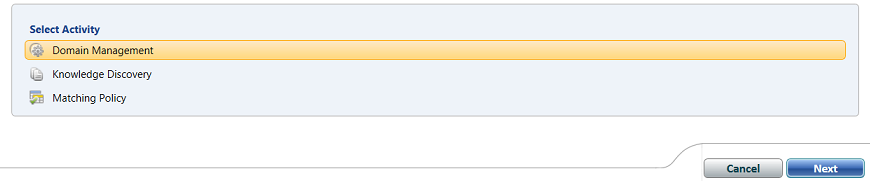 Select Activity
Domain Management
Knowledge Discovery
Matching Policy
Cancel Next